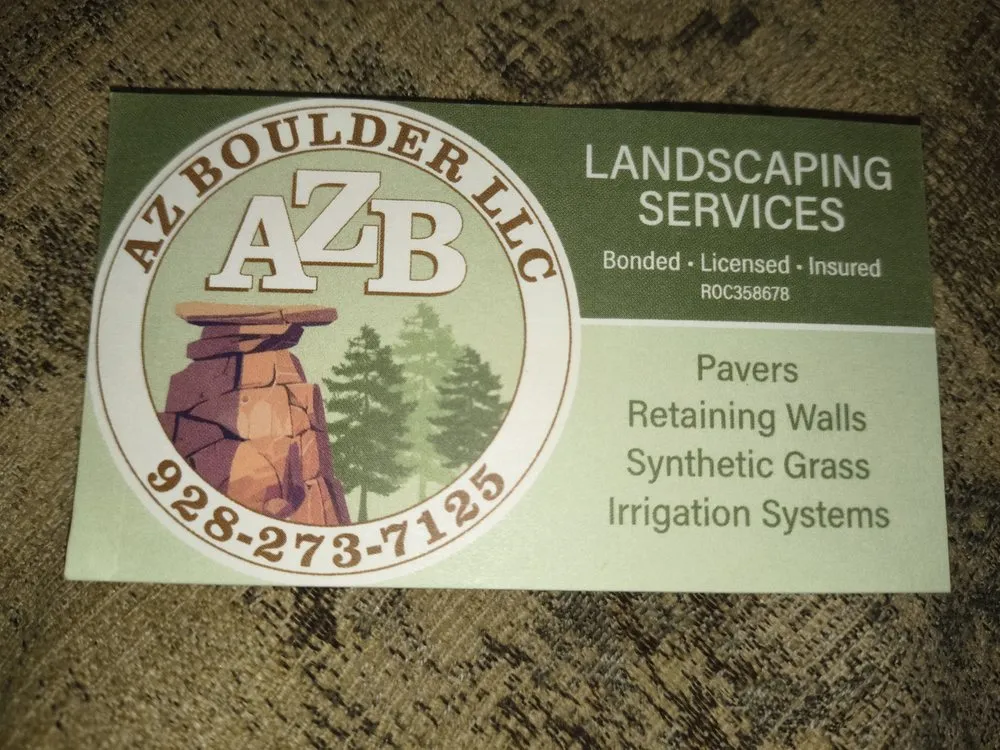 AZ BOULDER LLC
AZB
928-273-7125
LANDSCAPING
SERVICES
Bonded · Licensed · Insured
ROC358678
Pavers
Retaining Walls
Synthetic Grass
Irrigation Systems